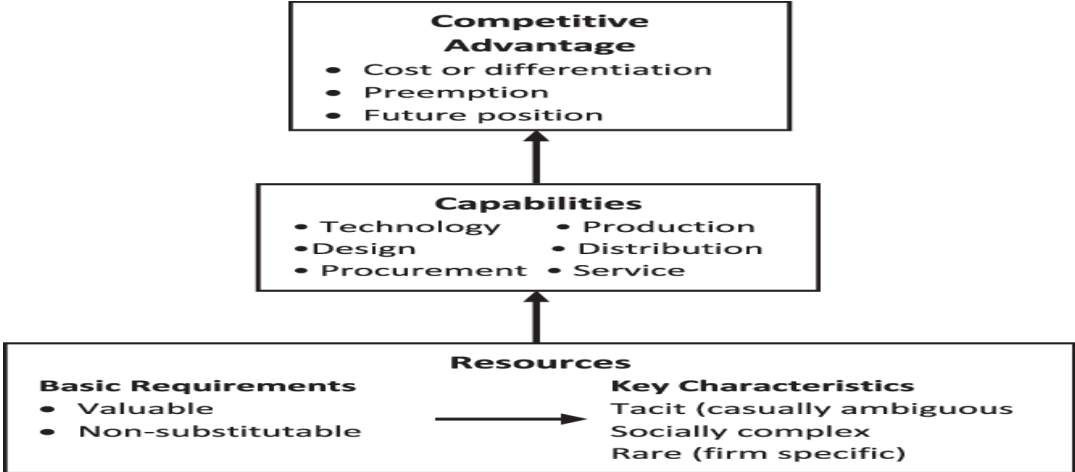 Competitive
Advantage
• Cost or differentiation
• Preemption
• Future position
Capabilities
• Technology • Production
•Design • Distribution
• Procurement • Service
Resources
Basic Requirements
• Valuable
• Non-substitutable
Key Characteristics
Tacit (casually ambiguous
Socially complex
Rare (firm specific)